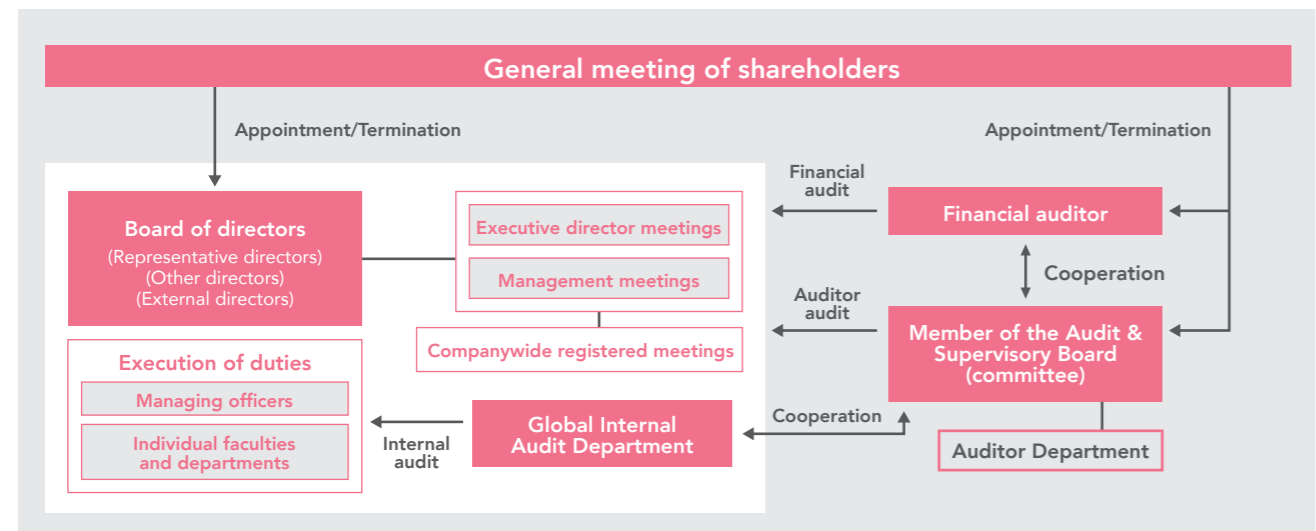 General meeting of shareholders
Appointment/Termination
Appointment/Termination
Board of directors
(Representative directors)
(Other directors)
(External directors)
Executive director meetings
Management meetings
Companywide registered meetings
Financial
audit
Financial auditor
Cooperation
Auditor
audit
Member of the Audit &
Supervisory Board
(committee)
Execution of duties
Managing officers
Individual faculties
and departments
Internal
audit
Global Internal
Audit Department
Cooperation
Auditor Department